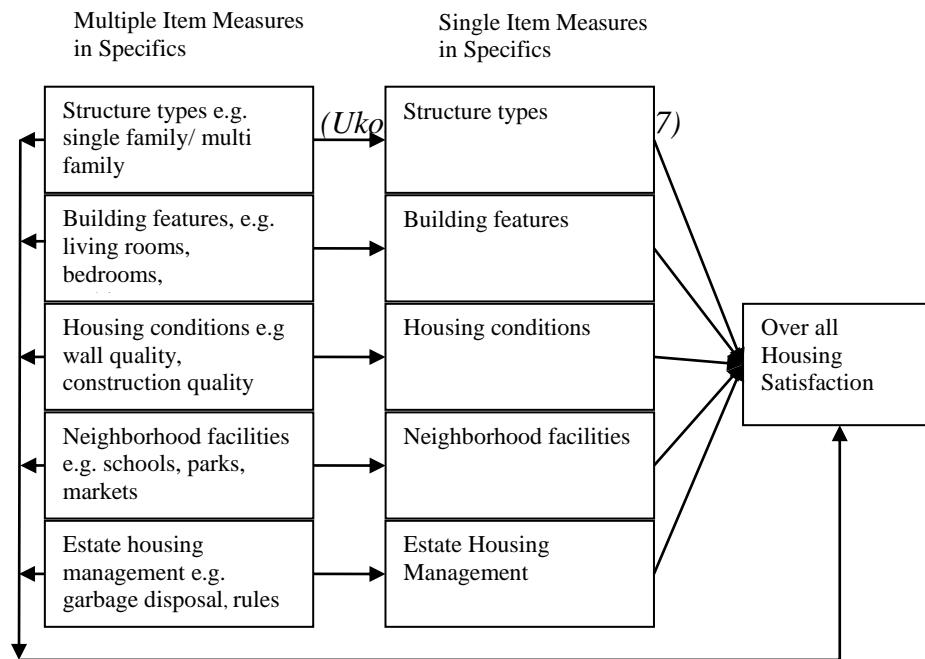 Multiple Item Measures
in Specifics
Single Item Measures
in Specifics
Structure types e.g.
single family/ multi
family
(Uko
Structure types
7)
Building features, e.g.
living rooms,
bedrooms,
Building features
Housing conditions e.g
wall quality,
construction quality
Housing conditions
Over all
Housing
Satisfaction
Neighborhood facilities
e.g. schools, parks,
markets
Neighborhood facilities
Estate housing
management e.g.
garbage disposal, rules
Estate Housing
Management